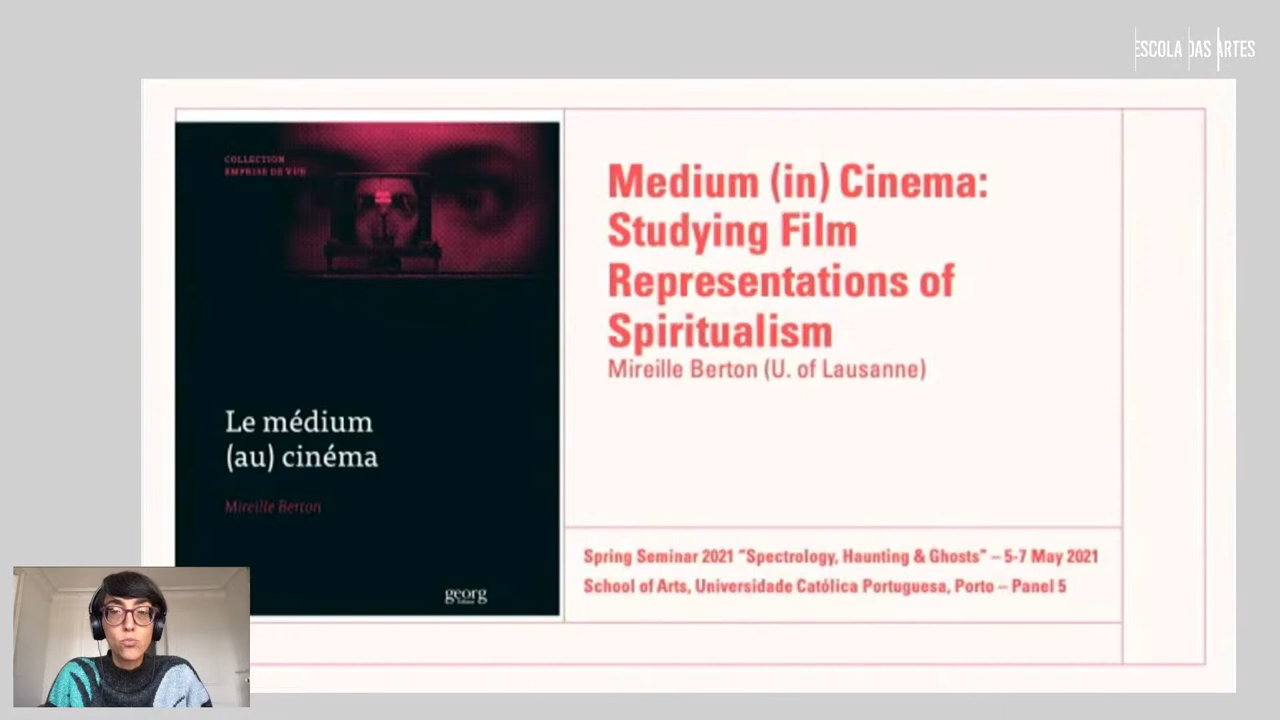 ESCOLA DAS ARTES
COLLECTION
EMPRISE DE VUE
Le médium
(au) cinéma
Mireille Berton
georg
Medium (in) Cinema:
Studying Film
Representations of
Spiritualism
Mireille Berton (U. of Lausanne)
Spring Seminar 2021 "Spectrology, Haunting & Ghosts" – 5-7 May 2021
School of Arts, Universidade Católica Portuguesa, Porto – Panel 5